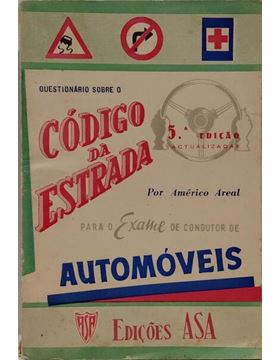 QUESTIONÁRIO SOBRE O
CÓDIGO
DA
ESTRADA
5.ª EDIÇÃO
(ACTUALIZADA)
Por Américo Areal
PARA O Exame DE CONDUTOR DE
AUTOMÓVEIS
ASA
EDIÇÕES ASA